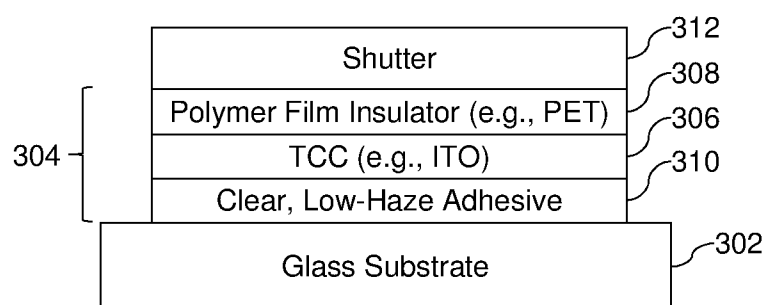 312
Shutter
308
Polymer Film Insulator (e.g., PET)
306
304
TCC (e.g., ITO)
310
Clear, Low-Haze Adhesive
302
Glass Substrate